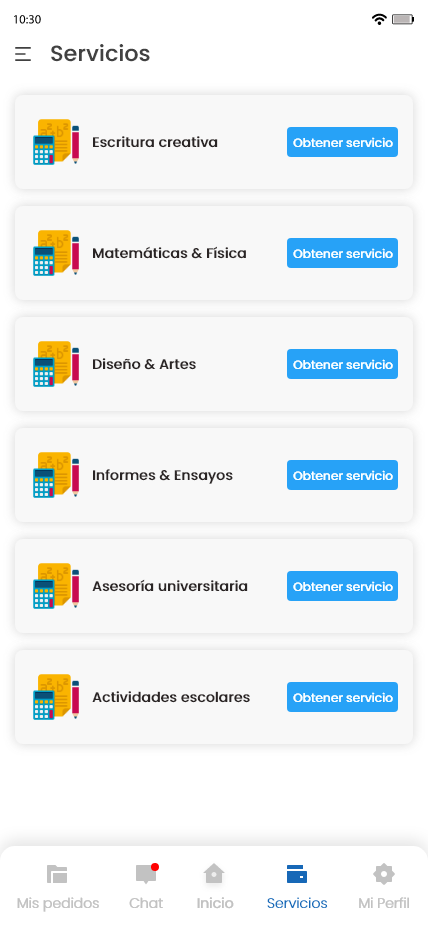 10:30
Servicios
Escritura creativa
Obtener servicio
Matemáticas & Física
Obtener servicio
Diseño & Artes
Obtener servicio
Informes & Ensayos
Obtener servicio
Asesoría universitaria
Obtener servicio
Actividades escolares
Obtener servicio
Mis pedidos Chat Inicio Servicios Mi Perfil